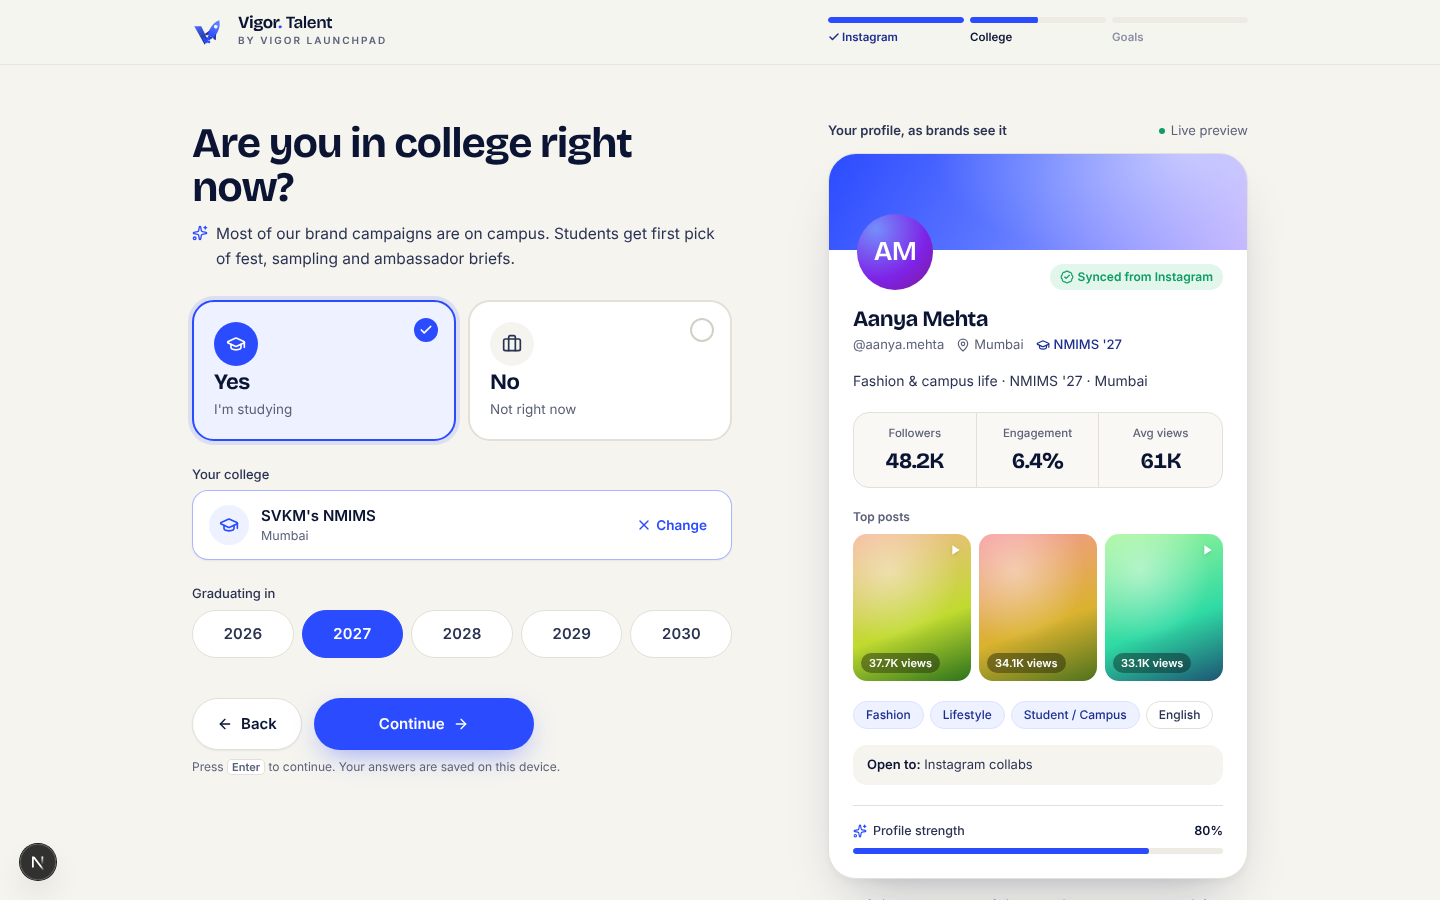 Vigor. Talent
BY VIGOR LAUNCHPAD
Instagram
College
Goals
Are you in college right
now?
Most of our brand campaigns are on campus. Students get first pick
of fest, sampling and ambassador briefs.
Yes
I'm studying
No
Not right now
Your college
SVKM's NMIMS
Mumbai
Change
Graduating in
2026
2027
2028
2029
2030
Back
Continue
Press Enter to continue. Your answers are saved on this device.
N
Your profile, as brands see it
Live preview
AM
Synced from Instagram
Aanya Mehta
@aanya.mehta Mumbai NMIMS '27
Fashion & campus life · NMIMS '27 · Mumbai
Followers
48.2K
Engagement
6.4%
Avg views
61K
Top posts
37.7K views
34.1K views
33.1K views
Fashion
Lifestyle
Student / Campus
English
Open to: Instagram collabs
Profile strength
80%